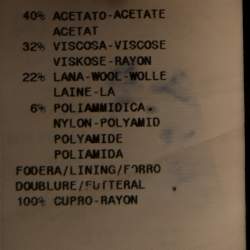 40% ACETATO-ACETATE
ACETAT
32% VISCOSA-VISCOSE
VISKOSE-RAYON
22% LANA-WOOL-WOLLE
LAINE-LA
6% POLIAMMIDICA
NYLON-POLYAMID
POLYAMIDE
POLIAMIDA
FODERA/LINING/FORRO
DOUBLURE/FUTTERAL
100% CUPRO-RAYON